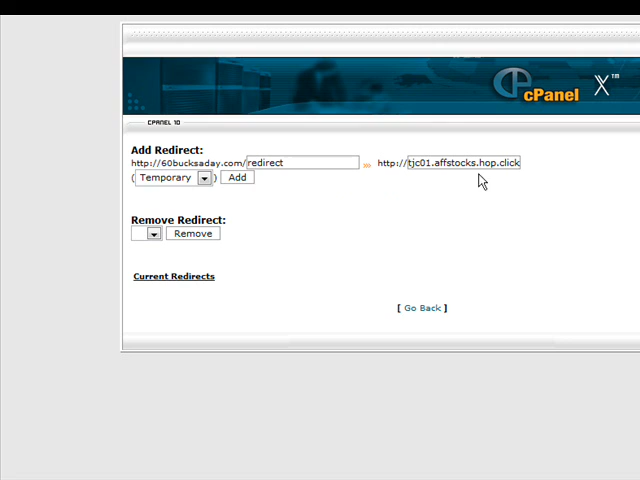 cPanel X™
CPANEL 10
Add Redirect:
http://60bucksaday.com/redirect »» http://tjc01.affstocks.hop.click
( Temporary ) Add
Remove Redirect:
Remove
Current Redirects
[ Go Back ]